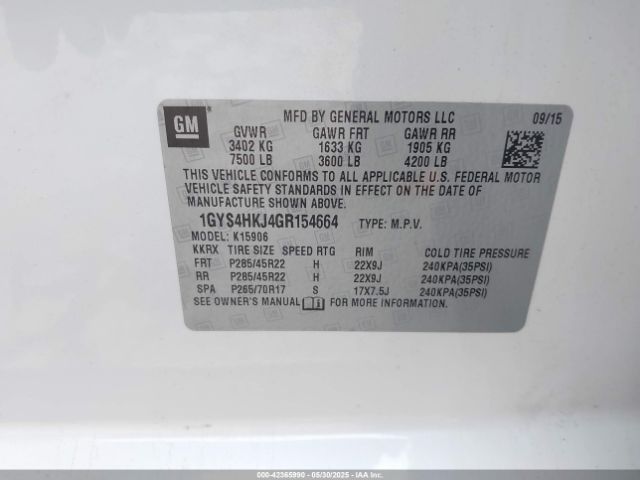 GM
MFD BY GENERAL MOTORS LLC 09/15
GVWR GAWR FRT GAWR RR
3402 KG 1633 KG 1905 KG
7500 LB 3600 LB 4200 LB
THIS VEHICLE CONFORMS TO ALL APPLICABLE U.S. FEDERAL MOTOR
VEHICLE SAFETY STANDARDS IN EFFECT ON THE DATE OF
MANUFACTURE SHOWN ABOVE.
1GYS4HKJ4GR154664 TYPE: M.P.V.
MODEL: K15906
KKRX TIRE SIZE SPEED RTG RIM COLD TIRE PRESSURE
FRT P285/45R22 H 22X9J 240KPA(35PSI)
RR P285/45R22 H 22X9J 240KPA(35PSI)
SPA P265/70R17 S 17X7.5J 240KPA(35PSI)
SEE OWNER'S MANUAL FOR MORE INFORMATION.
000-42365990 - 05/30/2025 - IAA Inc.